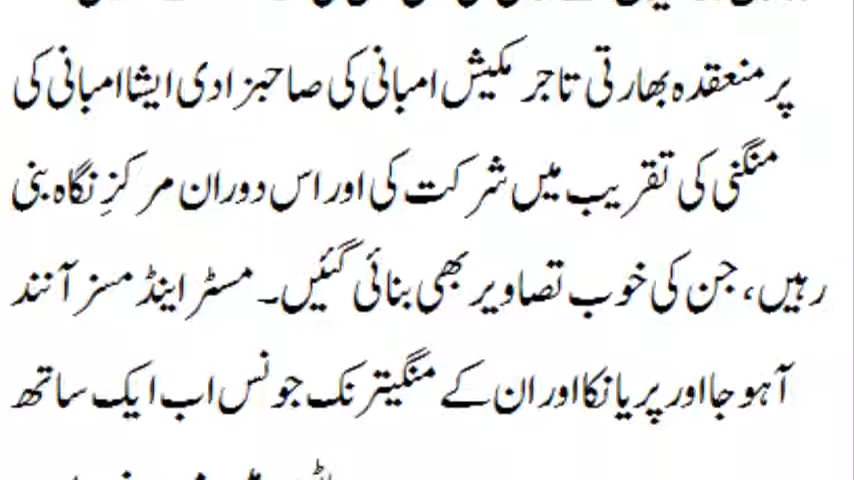 پر منعقدہ بھارتی تاجر مکیش امبانی کی صاحبزادی ایشا امبانی کی
منگنی کی تقریب میں شرکت کی اور اس دوران مرکزِ نگاہ بنی
رہیں، جن کی خوب تصاویر بھی بنائی گئیں۔ مسٹر اینڈ مسز آنند
آہوجا اور پریانکا اور ان کے منگیتر نک جونس اب ایک ساتھ